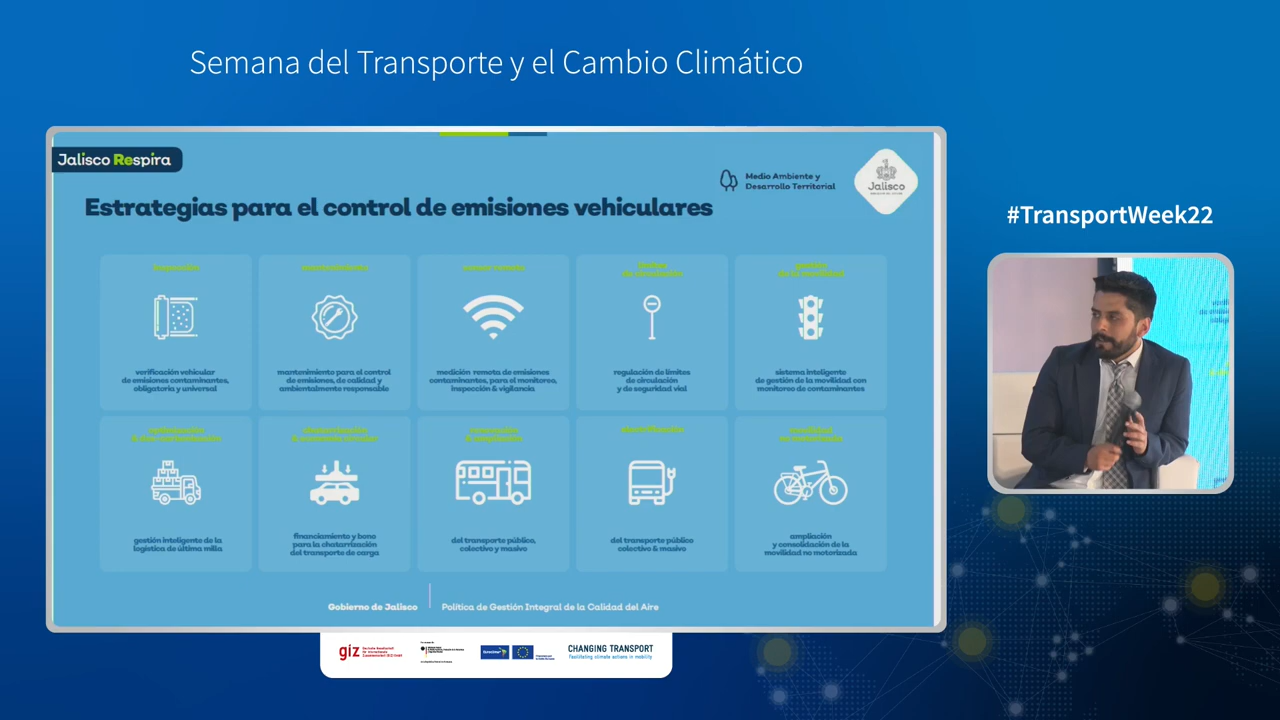 Semana del Transporte y el Cambio Climático
Jalisco Respira
Medio Ambiente y
Desarrollo Territorial
Jalisco
Estrategias para el control de emisiones vehiculares
verificación vehicular
de emisiones contaminantes,
obligatoria y universal
mantenimiento para el control
de emisiones, de calidad y
ambientalmente responsable
medición remota de emisiones
contaminantes, para el monitoreo,
inspección & vigilancia
regulación de límites
de circulación
y de seguridad vial
sistema inteligente
de gestión de la movilidad con
monitoreo de contaminantes
gestión inteligente de la
logística de última milla
financiamiento y bono
para la chatarrización
del transporte de carga
del transporte público,
colectivo y masivo
electrificación
del transporte público
colectivo & masivo
ampliación
y consolidación de la
movilidad no motorizada
Gobierno de Jalisco
Política de Gestión Integral de la Calidad del Aire
#TransportWeek22
giz
CHANGING TRANSPORT
Facilitating climate actions in mobility